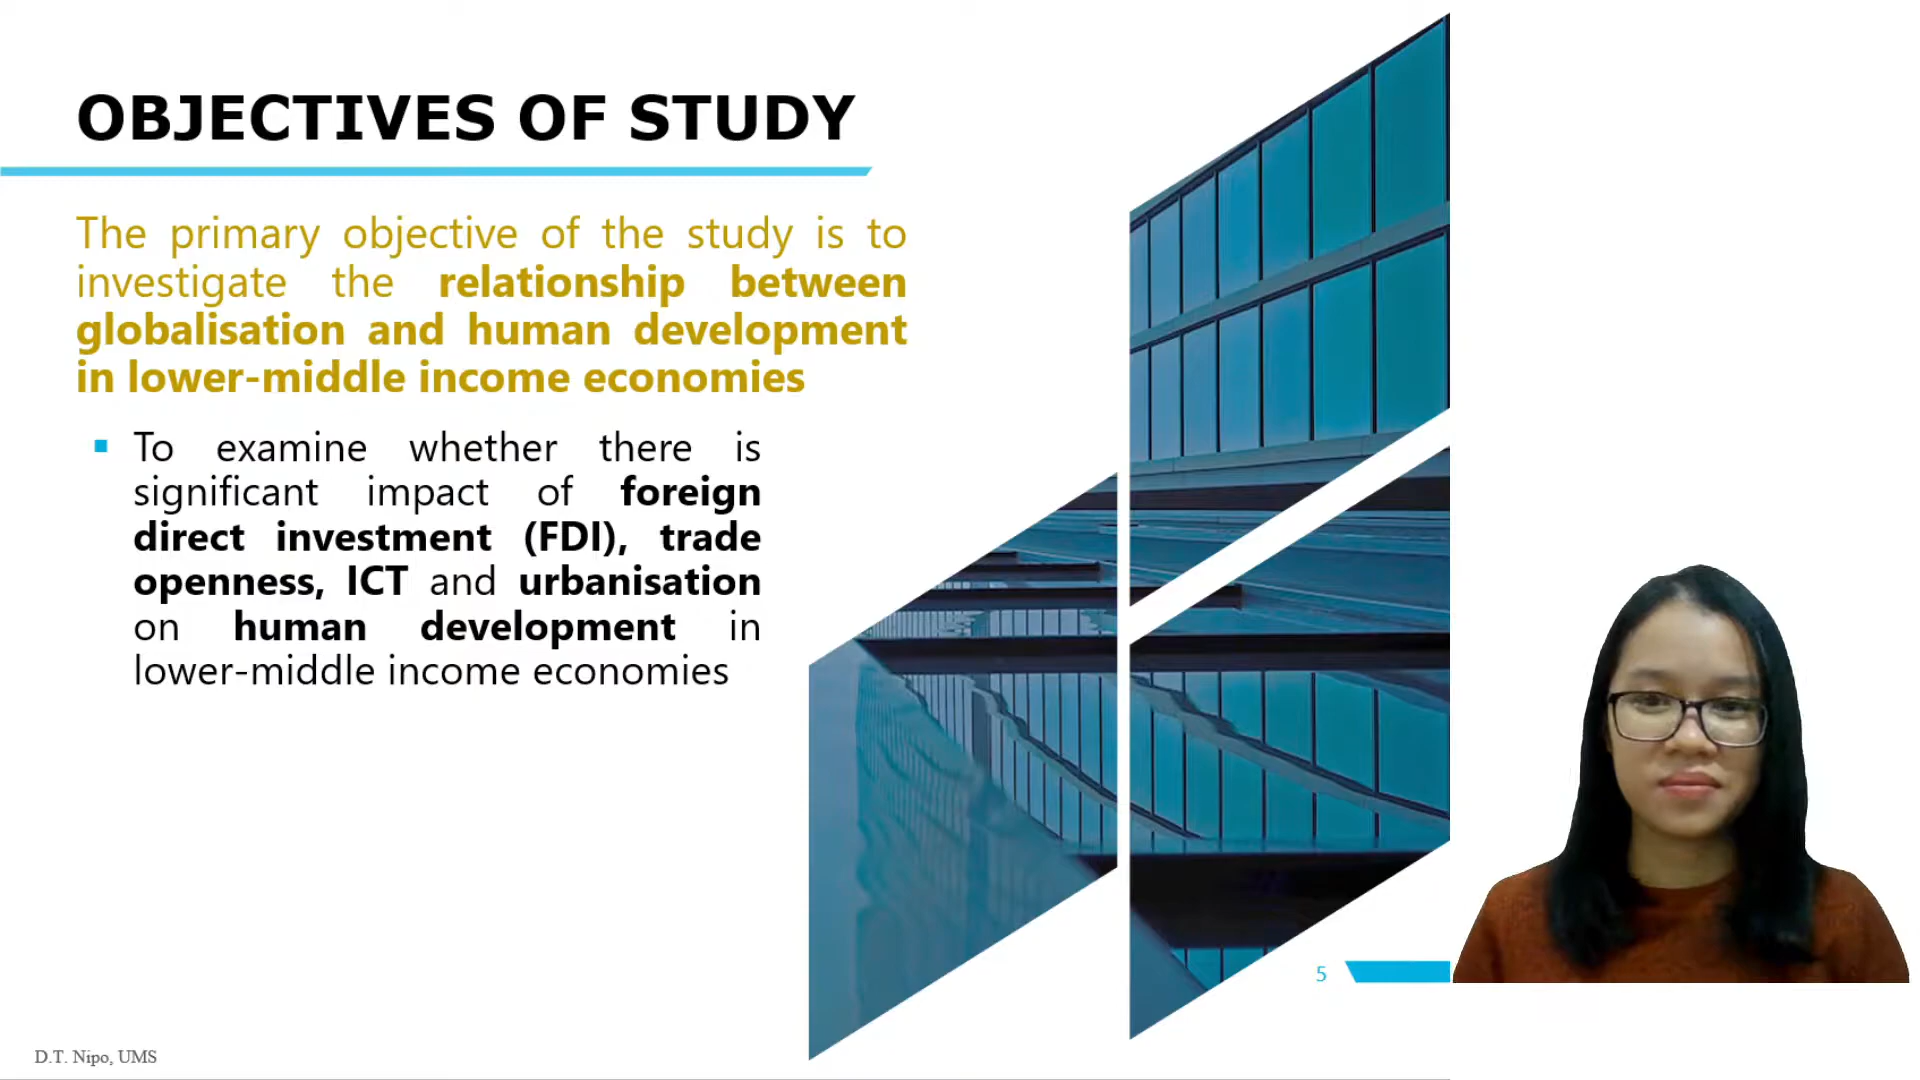 OBJECTIVES OF STUDY
The primary objective of the study is to
investigate the relationship between
globalisation and human development
in lower-middle income economies
▪ To examine whether there is
significant impact of foreign
direct investment (FDI), trade
openness, ICT and urbanisation
on human development in
lower-middle income economies
5
D.T. Nipo, UMS